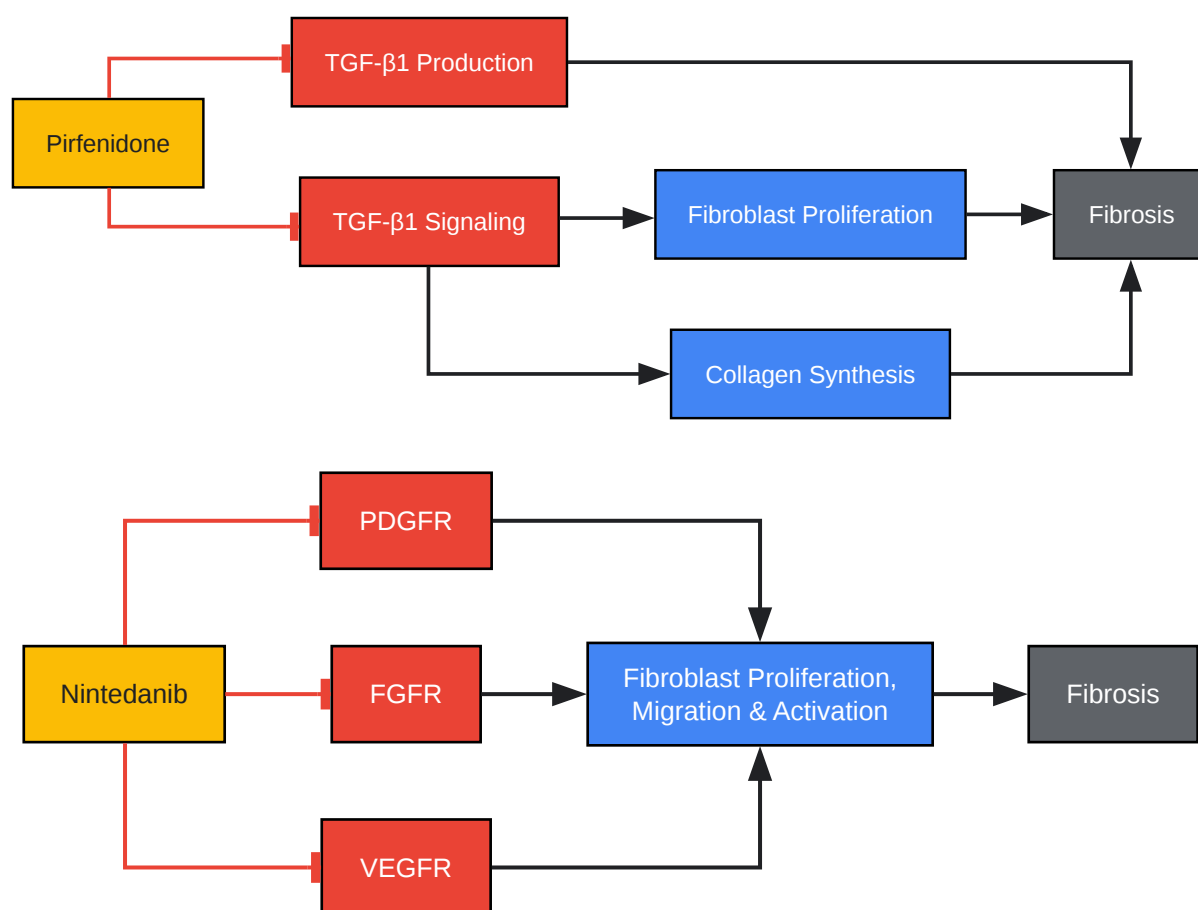 TGF-β1 Production
Pirfenidone
TGF-β1 Signaling
Fibroblast Proliferation
Fibrosis
Collagen Synthesis
PDGFR
Nintedanib
FGFR
Fibroblast Proliferation,
Migration & Activation
Fibrosis
VEGFR